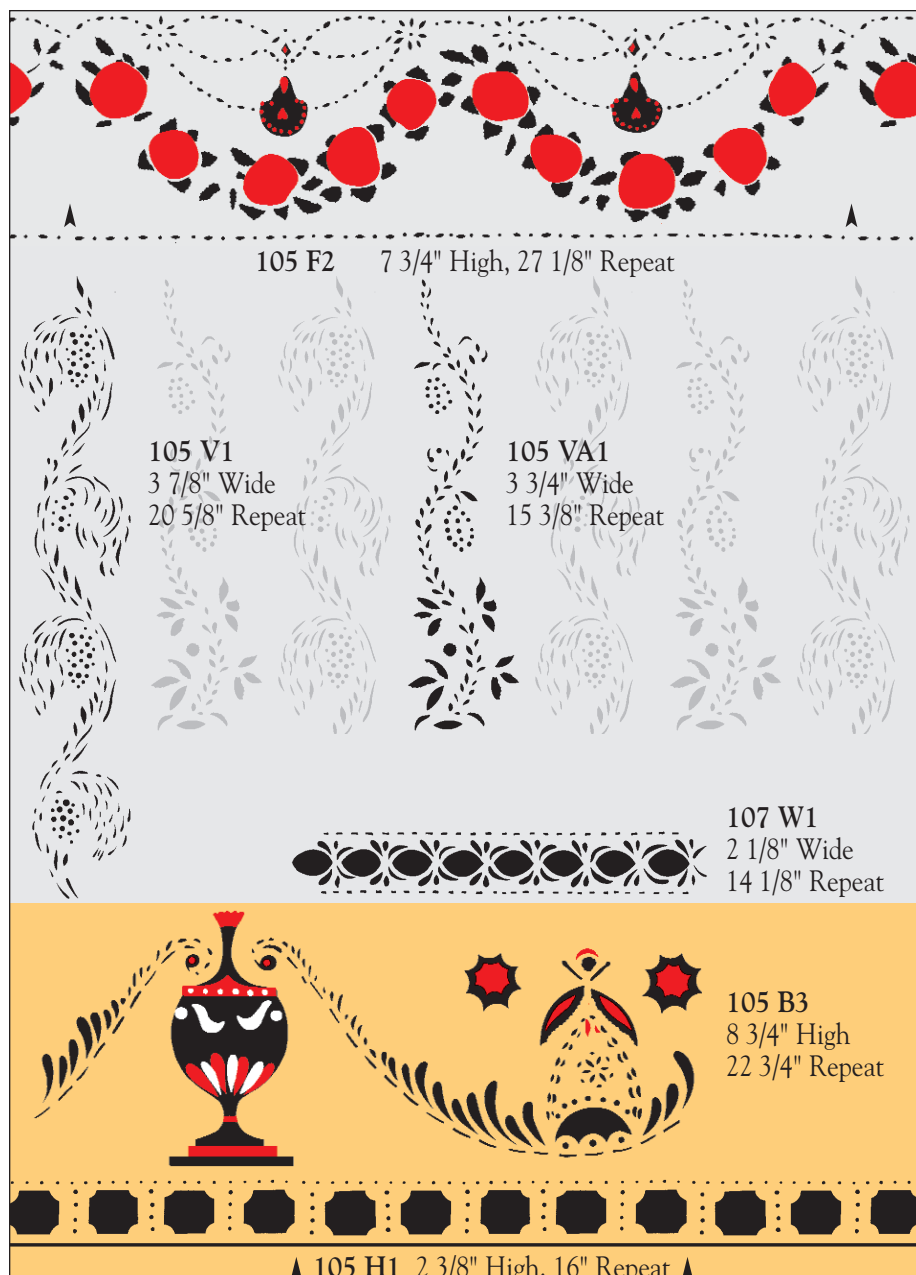 105 F2 7 3/4" High, 27 1/8" Repeat
105 V1
3 7/8" Wide
20 5/8" Repeat
105 VA1
3 3/4" Wide
15 3/8" Repeat
107 W1
2 1/8" Wide
14 1/8" Repeat
105 B3
8 3/4" High
22 3/4" Repeat
105 H1 2 3/8" High, 16" Repeat